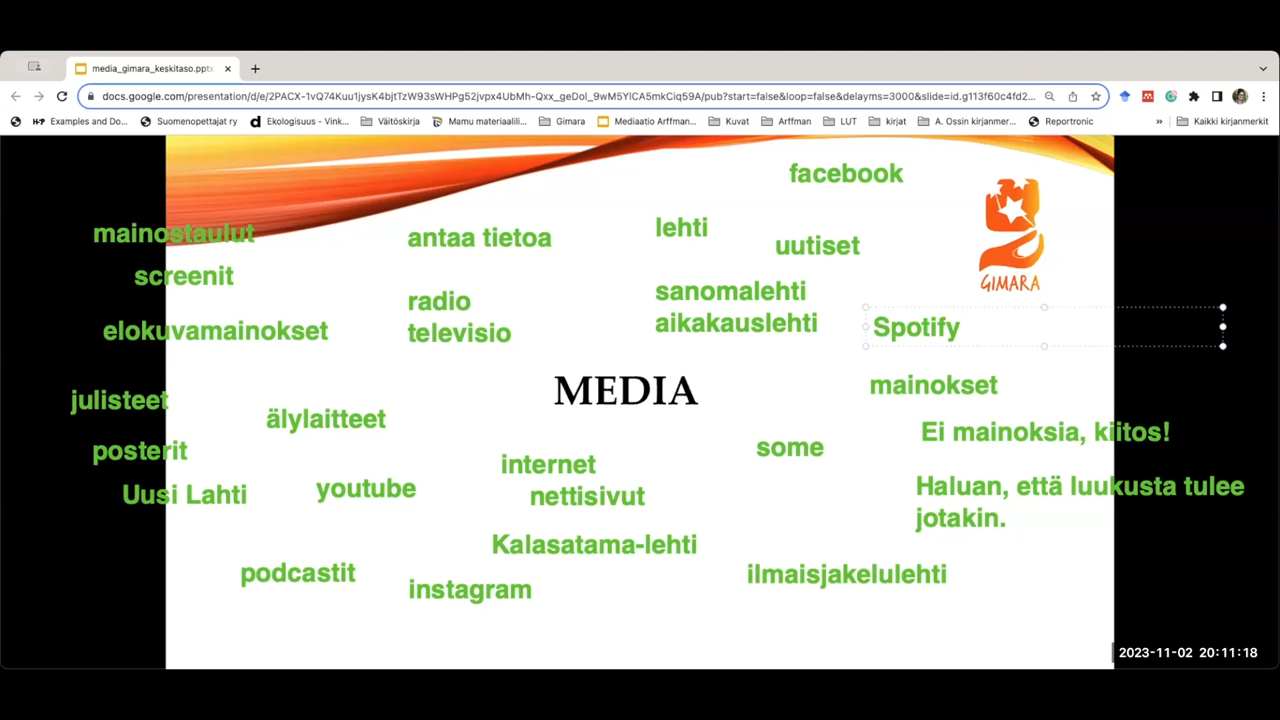 media_gimara_keskitaso.pptx
docs.google.com/presentation/d/e/2PACX-1vQ74Kuu1jysK4bjtTzW93sWHPg52jvpx4UbMh-Qxx_geDol_9wM5YlCA5mkCiq59A/pub?start=false&loop=false&delayms=3000&slide=id.g113f60c4fd2...
Examples and Do... Suomenopettajat ry Ekologisuus - Vink... Väitöskirja Mamu materiaalil... Gimara Mediaatio Arffman... Kuvat Arffman LUT kirjat A. Ossin kirjanmer... Reportronic » Kaikki kirjanmerkit
facebook
mainostaulut antaa tietoa lehti uutiset
screenit
GIMARA
radio sanomalehti
elokuvamainokset televisio aikakauslehti Spotify
MEDIA mainokset
julisteet älylaitteet
Ei mainoksia, kiitos!
posterit internet some
Uusi Lahti youtube nettisivut Haluan, että luukusta tulee
jotakin.
Kalasatama-lehti
podcastit instagram ilmaisjakelulehti
2023-11-02 20:11:18